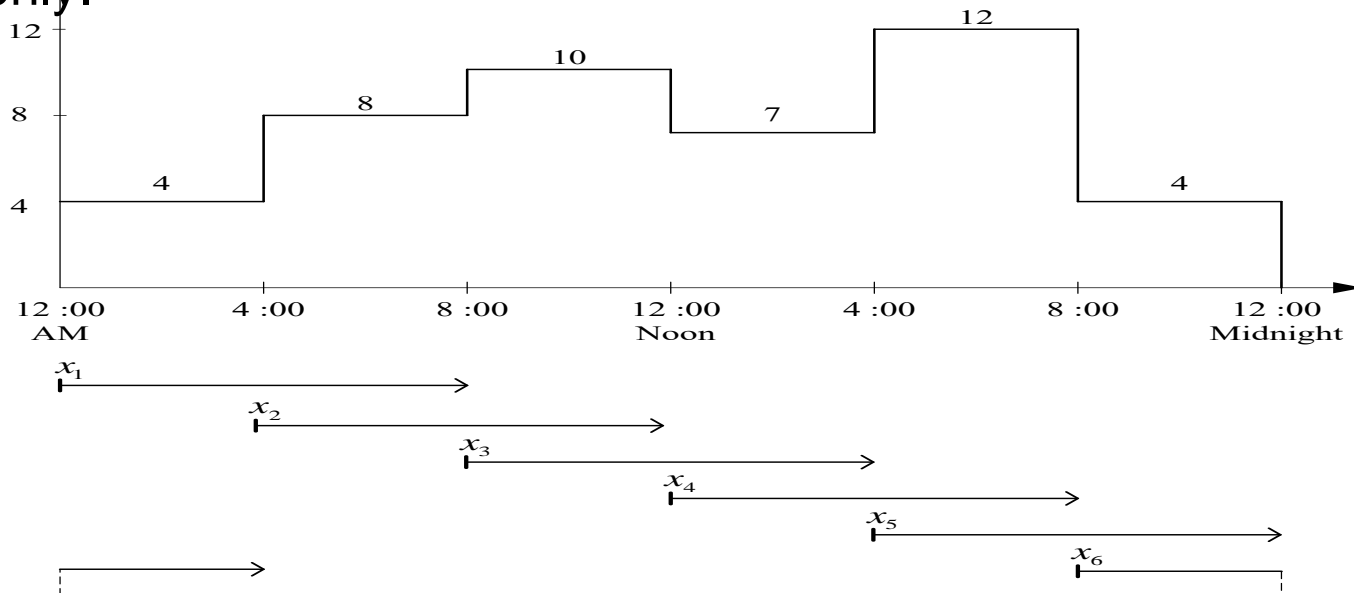 12
12
10
8
8
7
4
4
4
12 :00 4 :00 8 :00 12 :00 4 :00 8 :00 12 :00
AM Noon Midnight
x₁
x₂
x₃
x₄
x₅
x₆